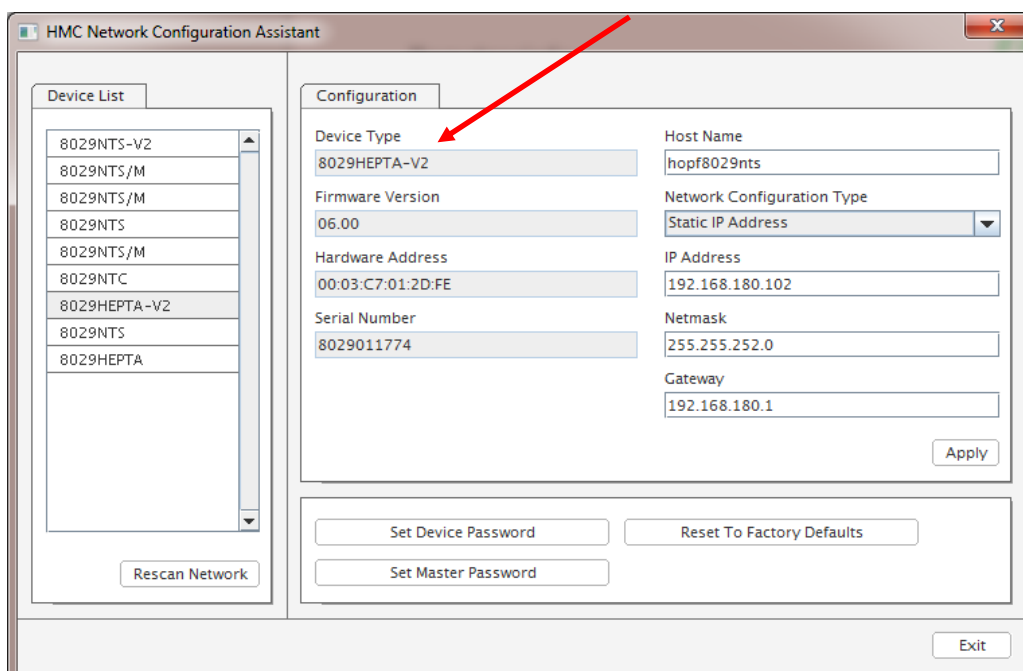 HMC Network Configuration Assistant
Device List
8029NTS-V2
8029NTS/M
8029NTS/M
8029NTS
8029NTS/M
8029NTC
8029HEPTA-V2
8029NTS
8029HEPTA
Rescan Network
Configuration
Device Type
8029HEPTA-V2
Firmware Version
06.00
Hardware Address
00:03:C7:01:2D:FE
Serial Number
8029011774
Host Name
hopf8029nts
Network Configuration Type
Static IP Address
IP Address
192.168.180.102
Netmask
255.255.252.0
Gateway
192.168.180.1
Apply
Set Device Password
Reset To Factory Defaults
Set Master Password
Exit